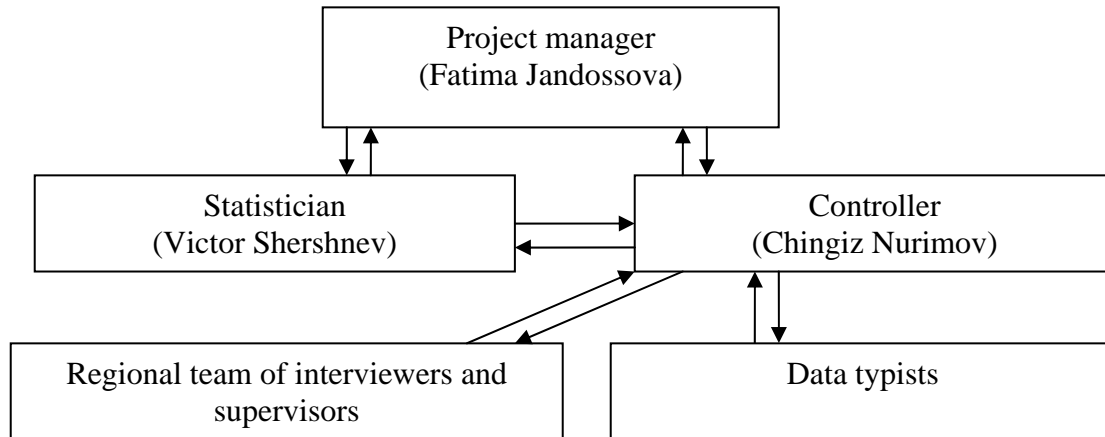 Project manager
(Fatima Jandossova)
Statistician
(Victor Shershnev)
Controller
(Chingiz Nurimov)
Regional team of interviewers and
supervisors
Data typists